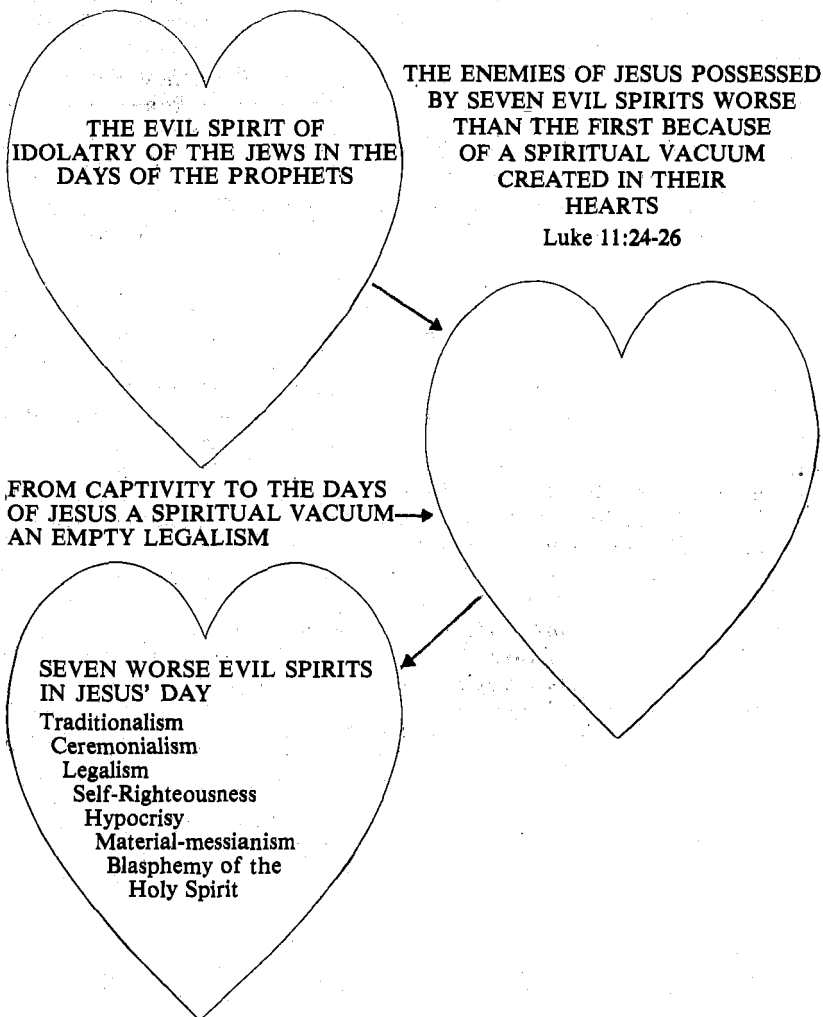 THE EVIL SPIRIT OF
IDOLATRY OF THE JEWS IN THE
DAYS OF THE PROPHETS
THE ENEMIES OF JESUS POSSESSED
BY SEVEN EVIL SPIRITS WORSE
THAN THE FIRST BECAUSE
OF A SPIRITUAL VACUUM
CREATED IN THEIR
HEARTS
Luke 11:24-26
FROM CAPTIVITY TO THE DAYS
OF JESUS A SPIRITUAL VACUUM
AN EMPTY LEGALISM
SEVEN WORSE EVIL SPIRITS
IN JESUS' DAY
Traditionalism
Ceremonialism
Legalism
Self-Righteousness
Hypocrisy
Material-messianism
Blasphemy of the
Holy Spirit